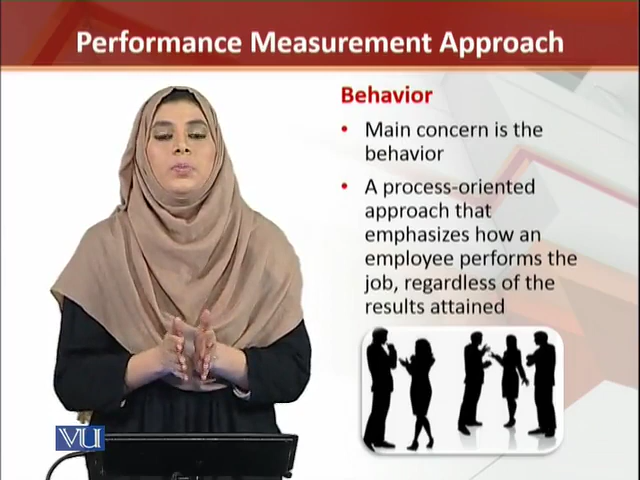 Performance Measurement Approach
Behavior
• Main concern is the
behavior
• A process-oriented
approach that
emphasizes how an
employee performs the
job, regardless of the
results attained
VU